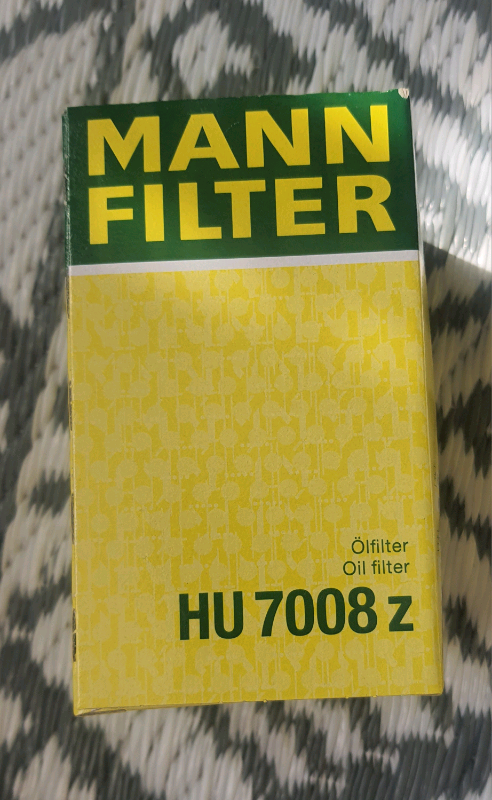 MANN
FILTER
Ölfilter
Oil filter
HU 7008 z